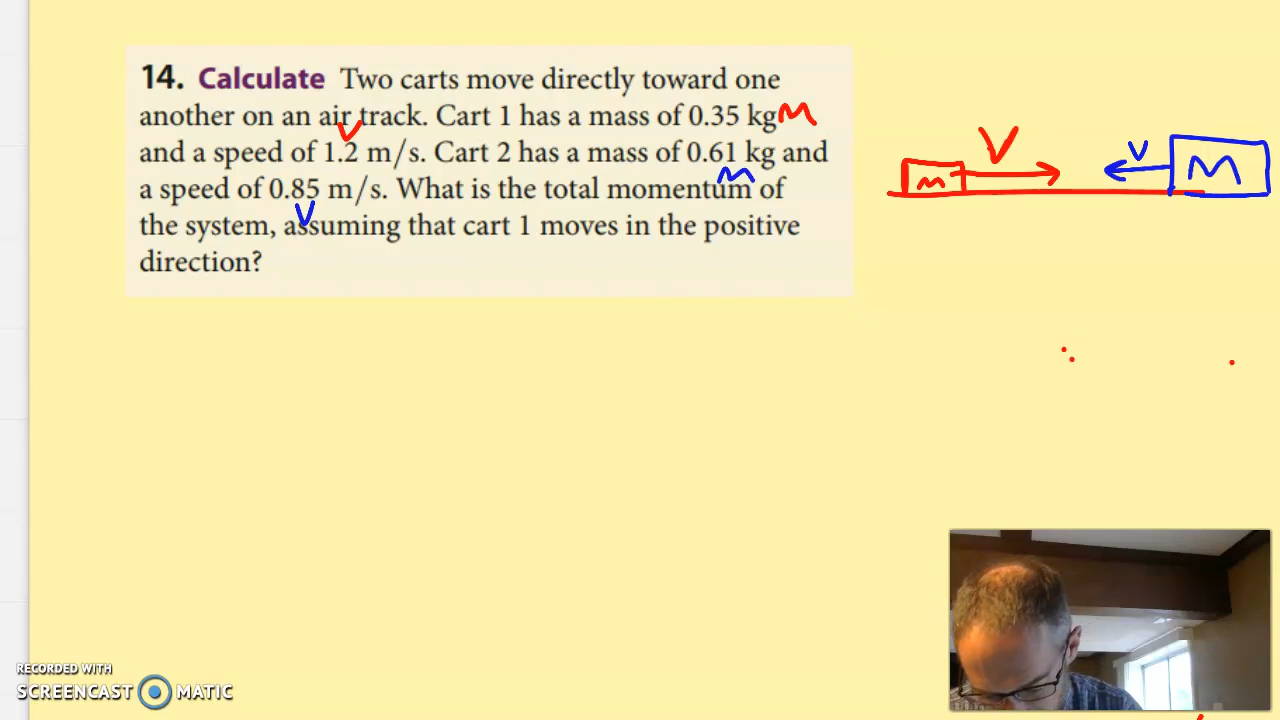 14. Calculate Two carts move directly toward one
another on an air track. Cart 1 has a mass of 0.35 kg m
v
and a speed of 1.2 m/s. Cart 2 has a mass of 0.61 kg and
m
a speed of 0.85 m/s. What is the total momentum of
v
the system, assuming that cart 1 moves in the positive
direction?
V
v
m
M
RECORDED WITH
SCREENCAST MATIC